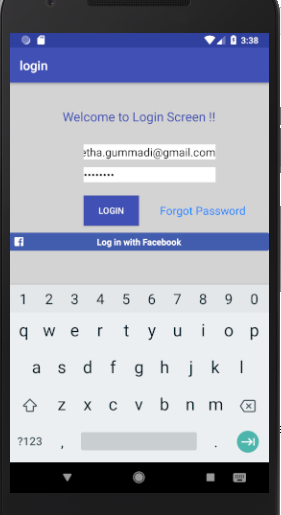 3:38
login
Welcome to Login Screen !!
etha.gummadi@gmail.com
••••••••
LOGIN Forgot Password
f Log in with Facebook
1 2 3 4 5 6 7 8 9 0
q w e r t y u i o p
a s d f g h j k l
z x c v b n m
?123 , .